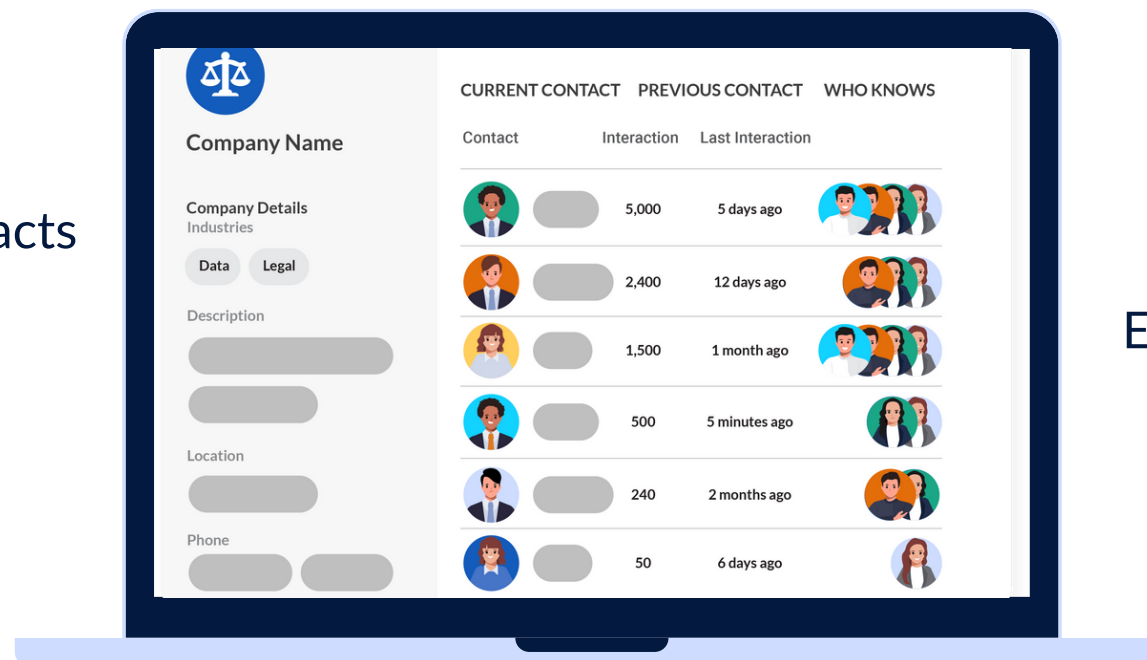 acts
E
Company Name
Company Details
Industries
Data Legal
Description
Location
Phone
CURRENT CONTACT PREVIOUS CONTACT WHO KNOWS
Contact Interaction Last Interaction
5,000 5 days ago
2,400 12 days ago
1,500 1 month ago
500 5 minutes ago
240 2 months ago
50 6 days ago